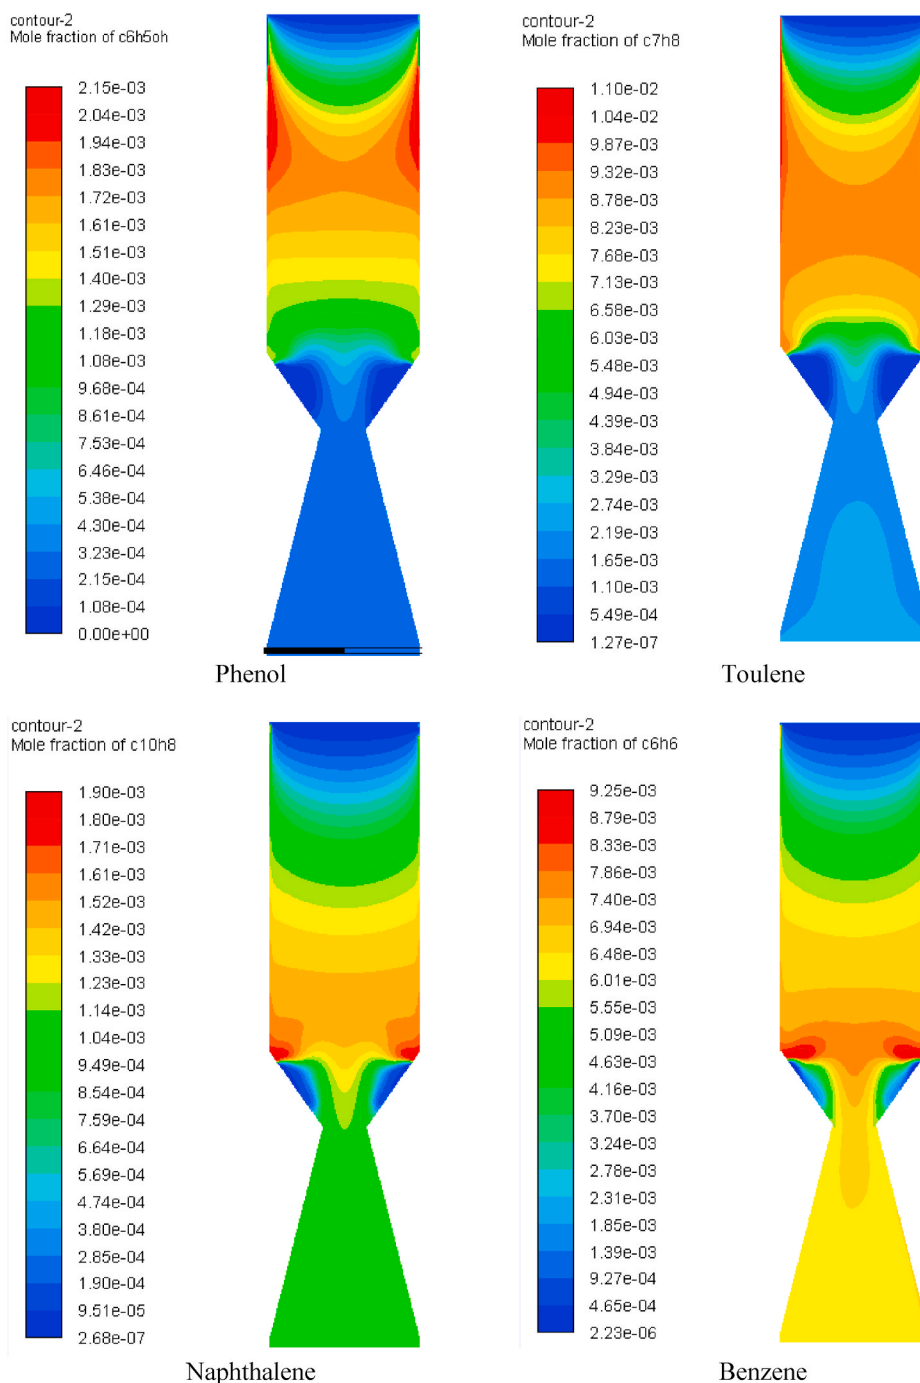 contour-2
Mole fraction of c6h5oh
2.15e-03
2.04e-03
1.94e-03
1.83e-03
1.72e-03
1.61e-03
1.51e-03
1.40e-03
1.29e-03
1.18e-03
1.08e-03
9.68e-04
8.61e-04
7.53e-04
6.46e-04
5.38e-04
4.30e-04
3.23e-04
2.15e-04
1.08e-04
0.00e+00
Phenol
contour-2
Mole fraction of c7h8
1.10e-02
1.04e-02
9.87e-03
9.32e-03
8.78e-03
8.23e-03
7.68e-03
7.13e-03
6.58e-03
6.03e-03
5.48e-03
4.94e-03
4.39e-03
3.84e-03
3.29e-03
2.74e-03
2.19e-03
1.65e-03
1.10e-03
5.49e-04
1.27e-07
Toulene
contour-2
Mole fraction of c10h8
1.90e-03
1.80e-03
1.71e-03
1.61e-03
1.52e-03
1.42e-03
1.33e-03
1.23e-03
1.14e-03
1.04e-03
9.49e-04
8.54e-04
7.59e-04
6.64e-04
5.69e-04
4.74e-04
3.80e-04
2.85e-04
1.90e-04
9.51e-05
2.68e-07
Naphthalene
contour-2
Mole fraction of c6h6
9.25e-03
8.79e-03
8.33e-03
7.86e-03
7.40e-03
6.94e-03
6.48e-03
6.01e-03
5.55e-03
5.09e-03
4.63e-03
4.16e-03
3.70e-03
3.24e-03
2.78e-03
2.31e-03
1.85e-03
1.39e-03
9.27e-04
4.65e-04
2.23e-06
Benzene